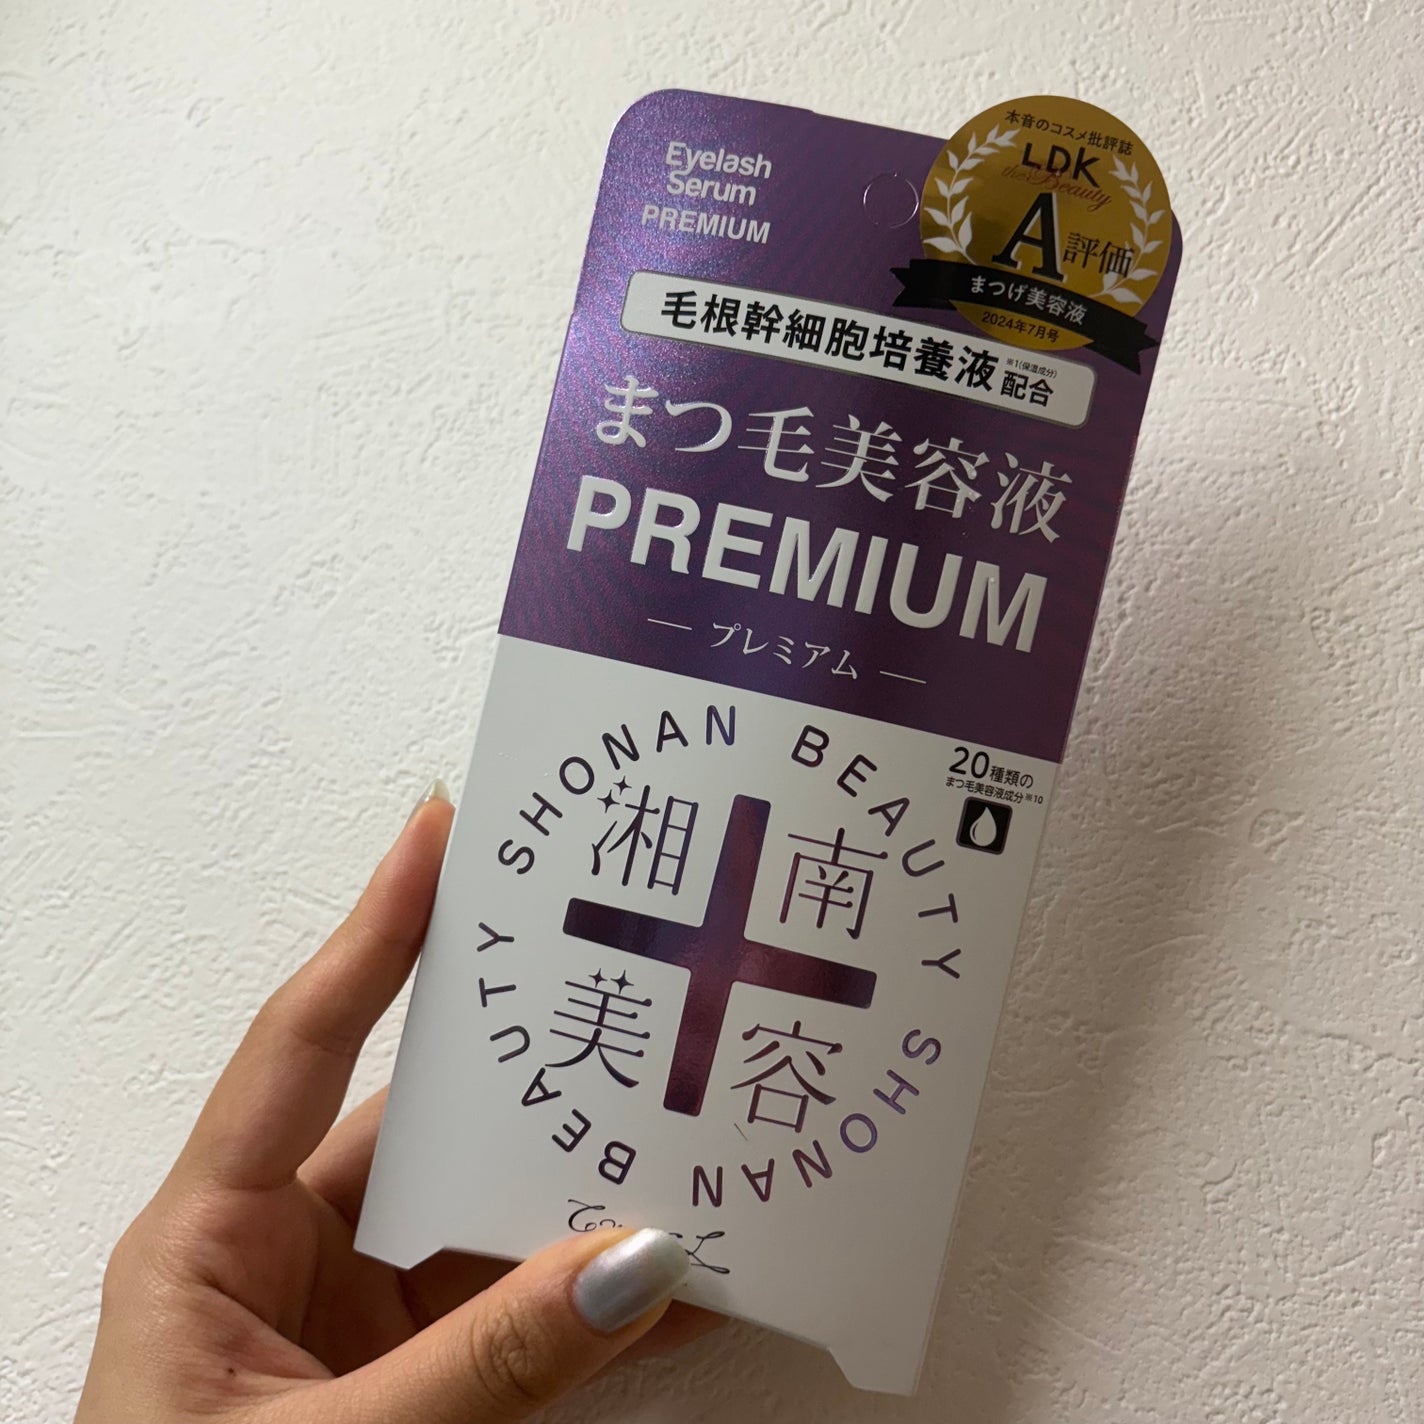 Eyelash
Serum
PREMIUM
本音のコスメ批評誌
LDK
the Beauty
A評価
まつげ美容液
2024年7月号
毛根幹細胞培養液
※1(保湿成分)
配合
まつ毛美容液
PREMIUM
— プレミアム —
20種類の
まつ毛美容液成分※10
SHONAN BEAUTY SHONAN BEAUTY
湘南
美容